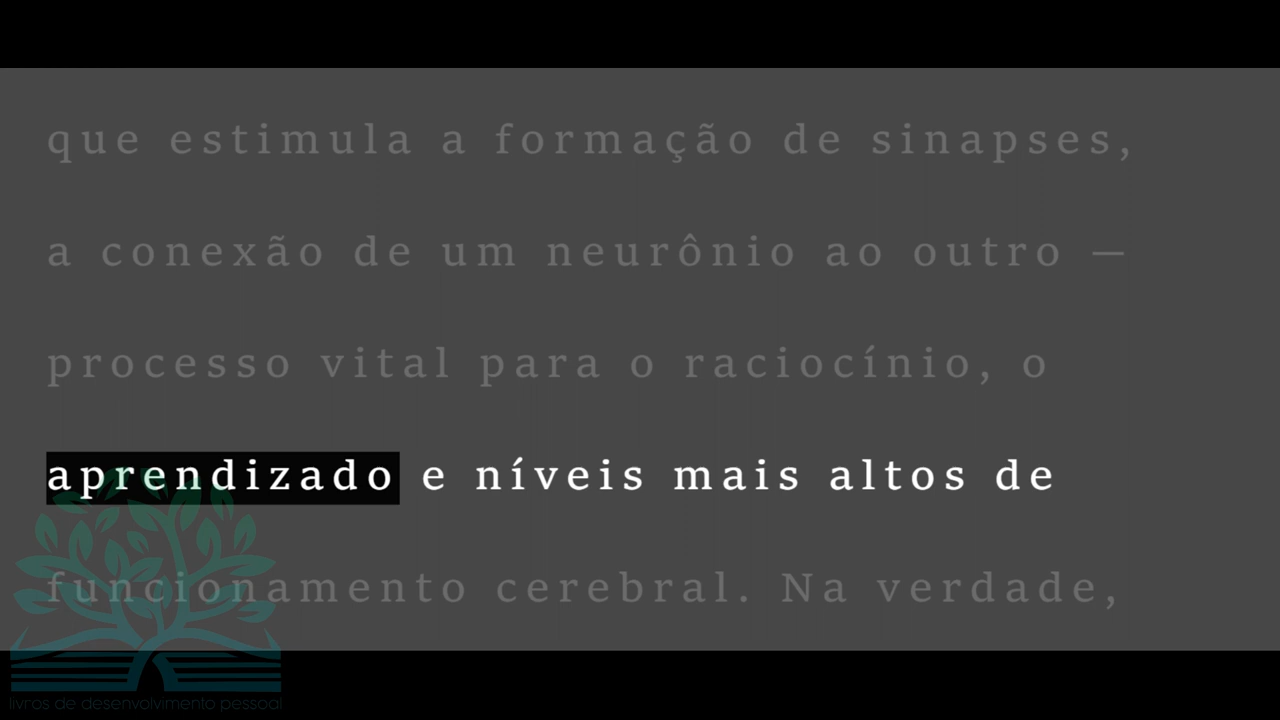 que estimula a formação de sinapses,
a conexão de um neurônio ao outro —
processo vital para o raciocínio, o
aprendizado e níveis mais altos de
funcionamento cerebral. Na verdade,
livros de desenvolvimento pessoal